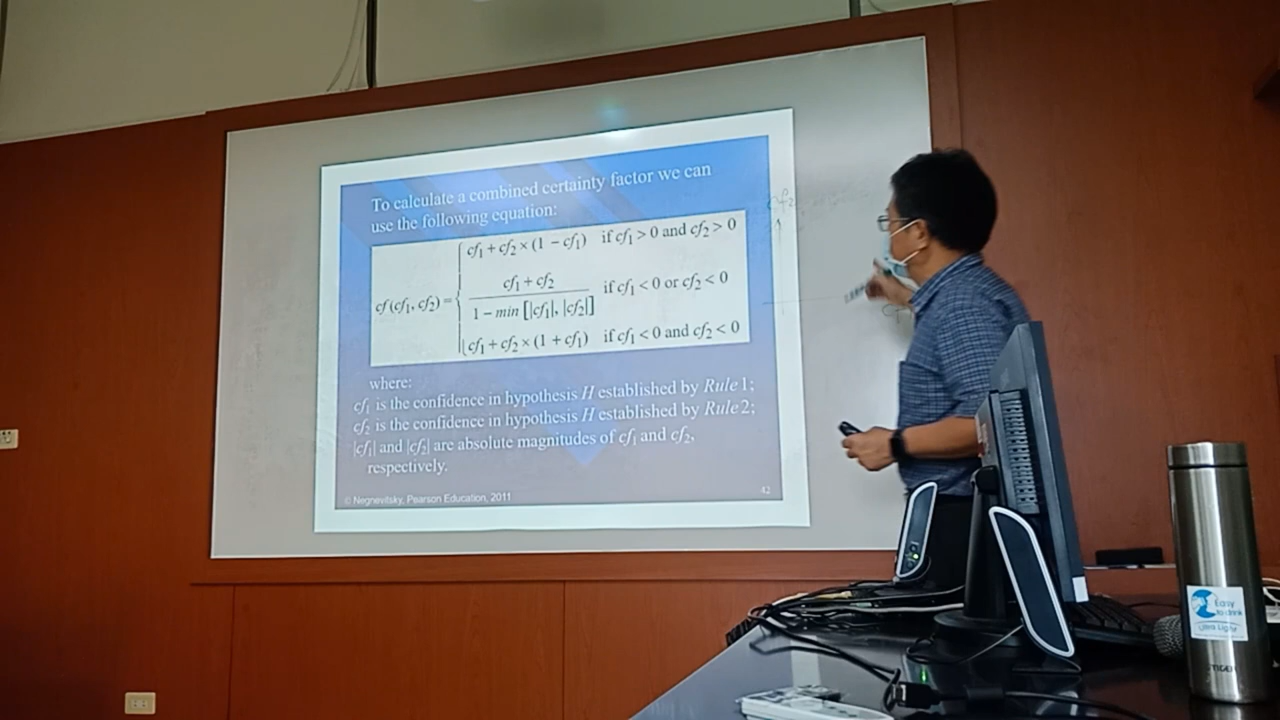 To calculate a combined certainty factor we can
use the following equation:
cf₁ + cf₂ × (1 − cf₁) if cf₁ > 0 and cf₂ > 0
cf (cf₁, cf₂) = { (cf₁ + cf₂) / (1 − min [|cf₁|, |cf₂|]) if cf₁ < 0 or cf₂ < 0
cf₁ + cf₂ × (1 + cf₁) if cf₁ < 0 and cf₂ < 0
where:
cf₁ is the confidence in hypothesis H established by Rule 1;
cf₂ is the confidence in hypothesis H established by Rule 2;
|cf₁| and |cf₂| are absolute magnitudes of cf₁ and cf₂,
respectively.
© Negnevitsky, Pearson Education, 2011
42
cf₂
Easy
to drink
Ultra Light
TIGER